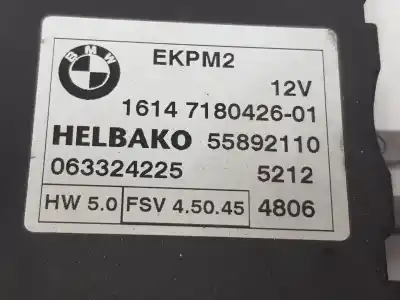 BMW
EKPM2
12V
1614 7180426-01
HELBAKO 55892110
063324225 5212
HW 5.0 FSV 4.50.45 4806